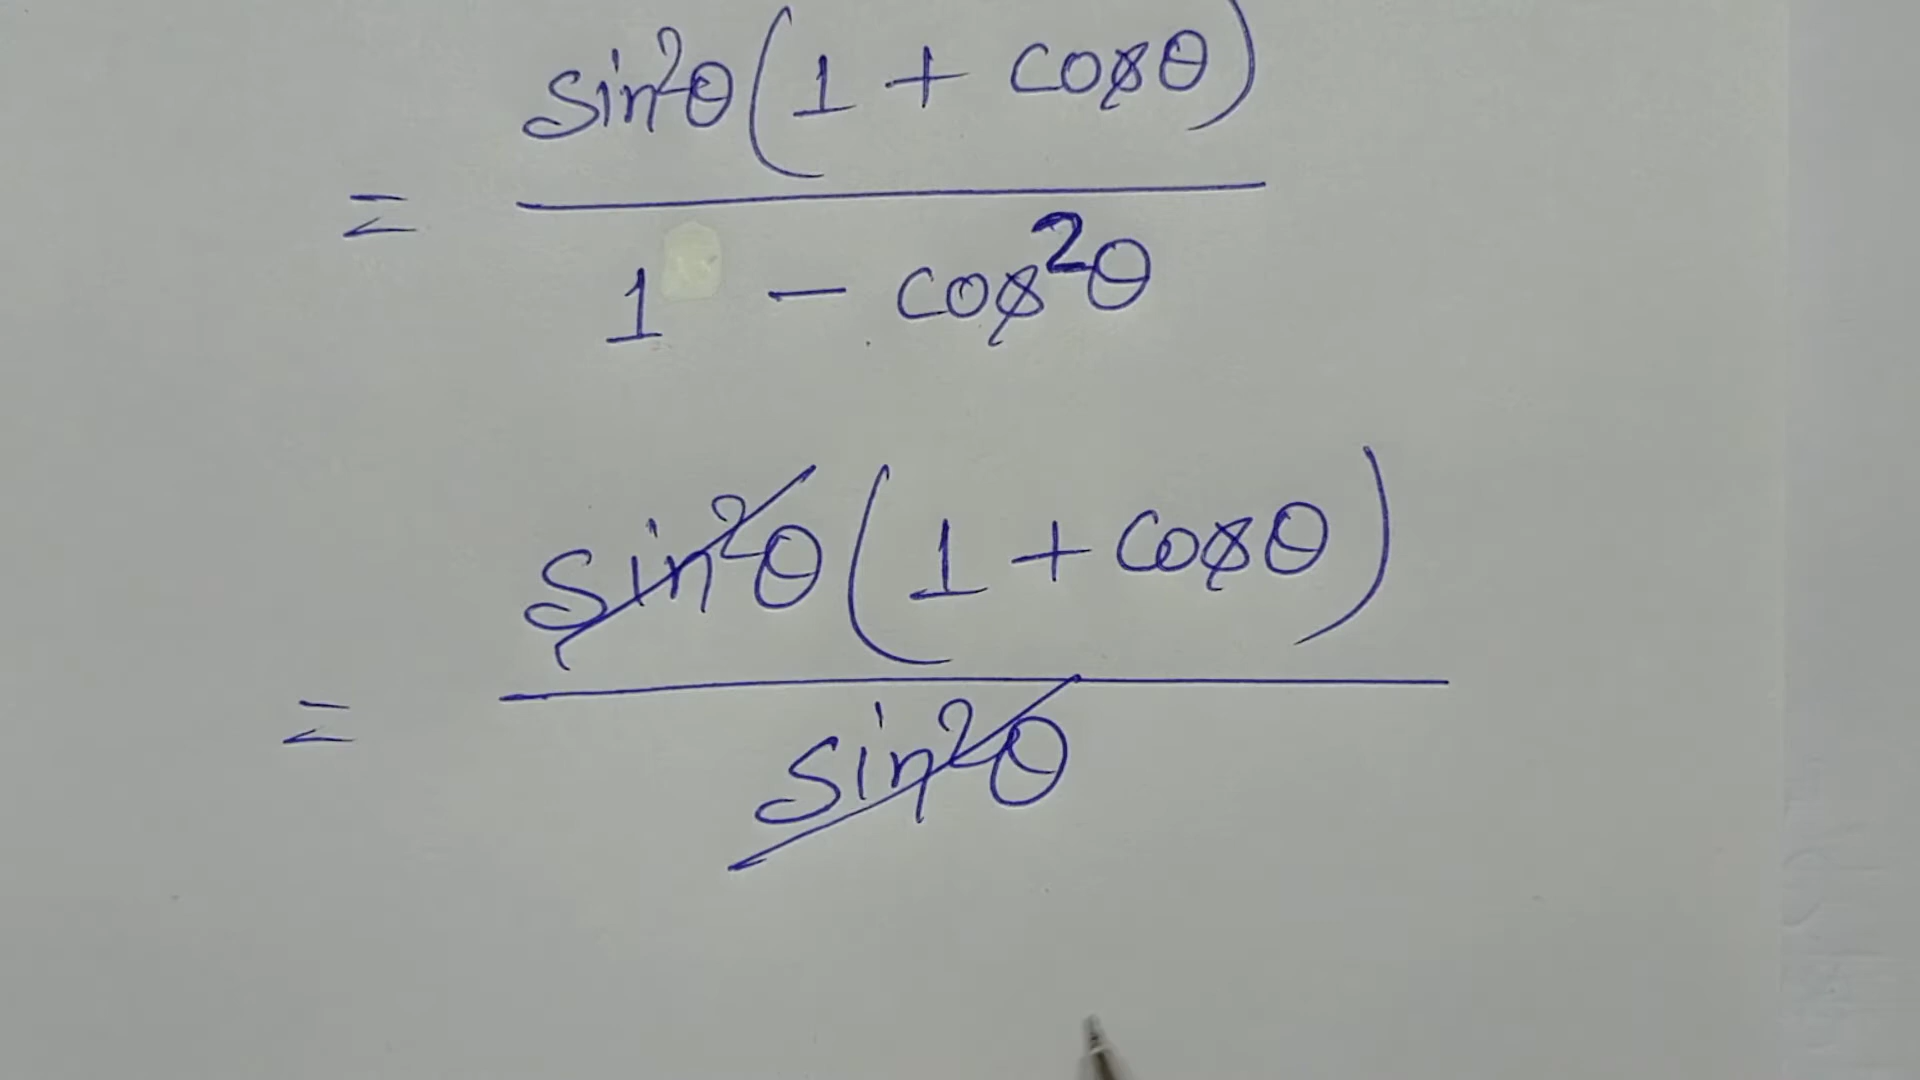 sin²θ(1 + cosθ)
=
1 - cos²θ
sin²θ(1 + cosθ)
=
sin²θ